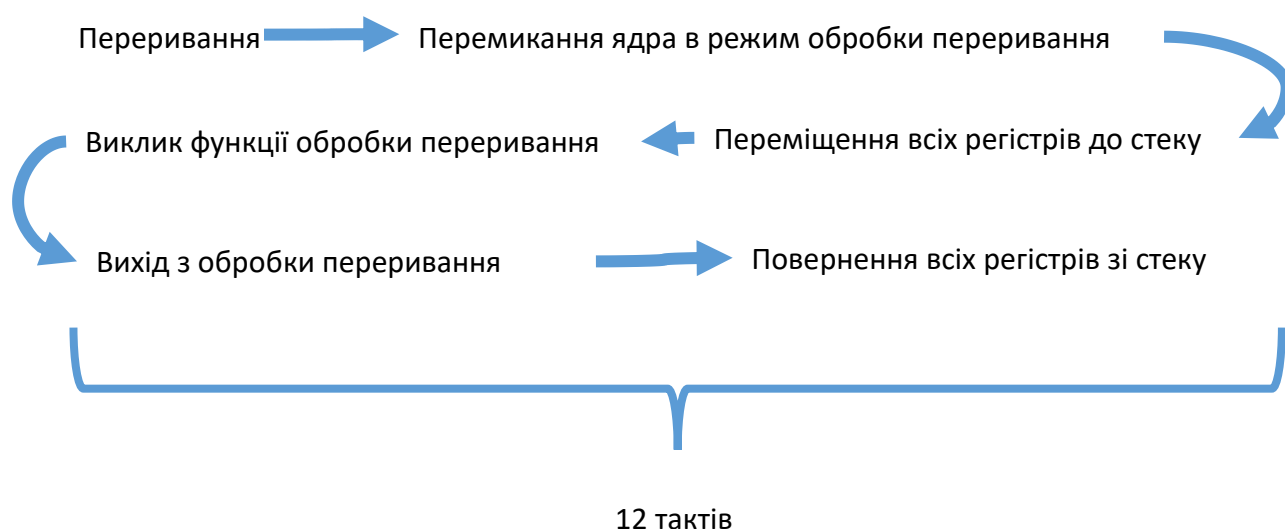 Переривання
Перемикання ядра в режим обробки переривання
Переміщення всіх регістрів до стеку
Виклик функції обробки переривання
Вихід з обробки переривання
Повернення всіх регістрів зі стеку
12 тактів